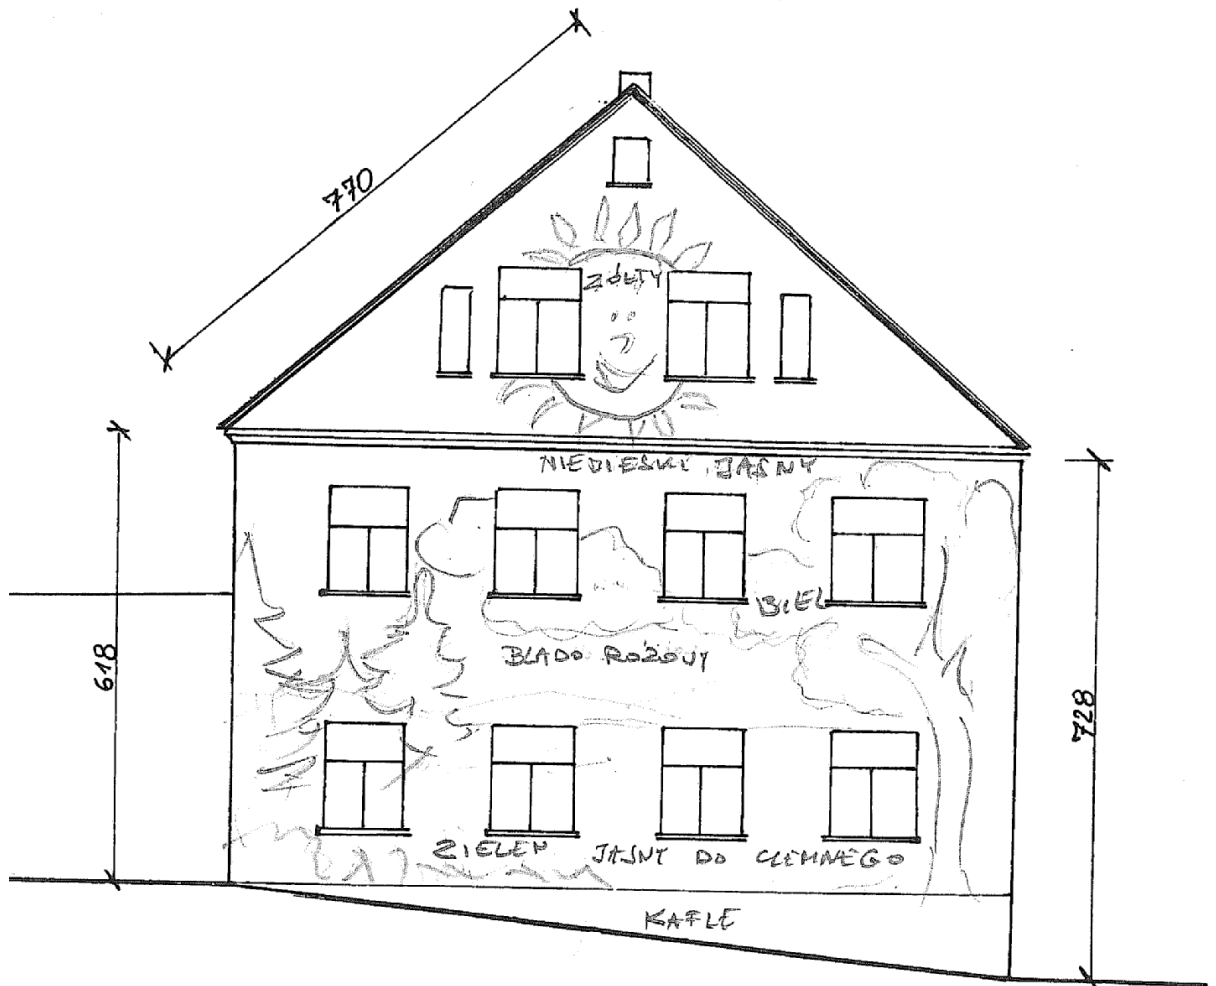 770
ŻÓŁTY
NIEBIESKI JASNY
BIEL
618
BLADO RÓŻOWY
728
ZIELEŃ JASNY DO CIEMNEGO
KAFLE